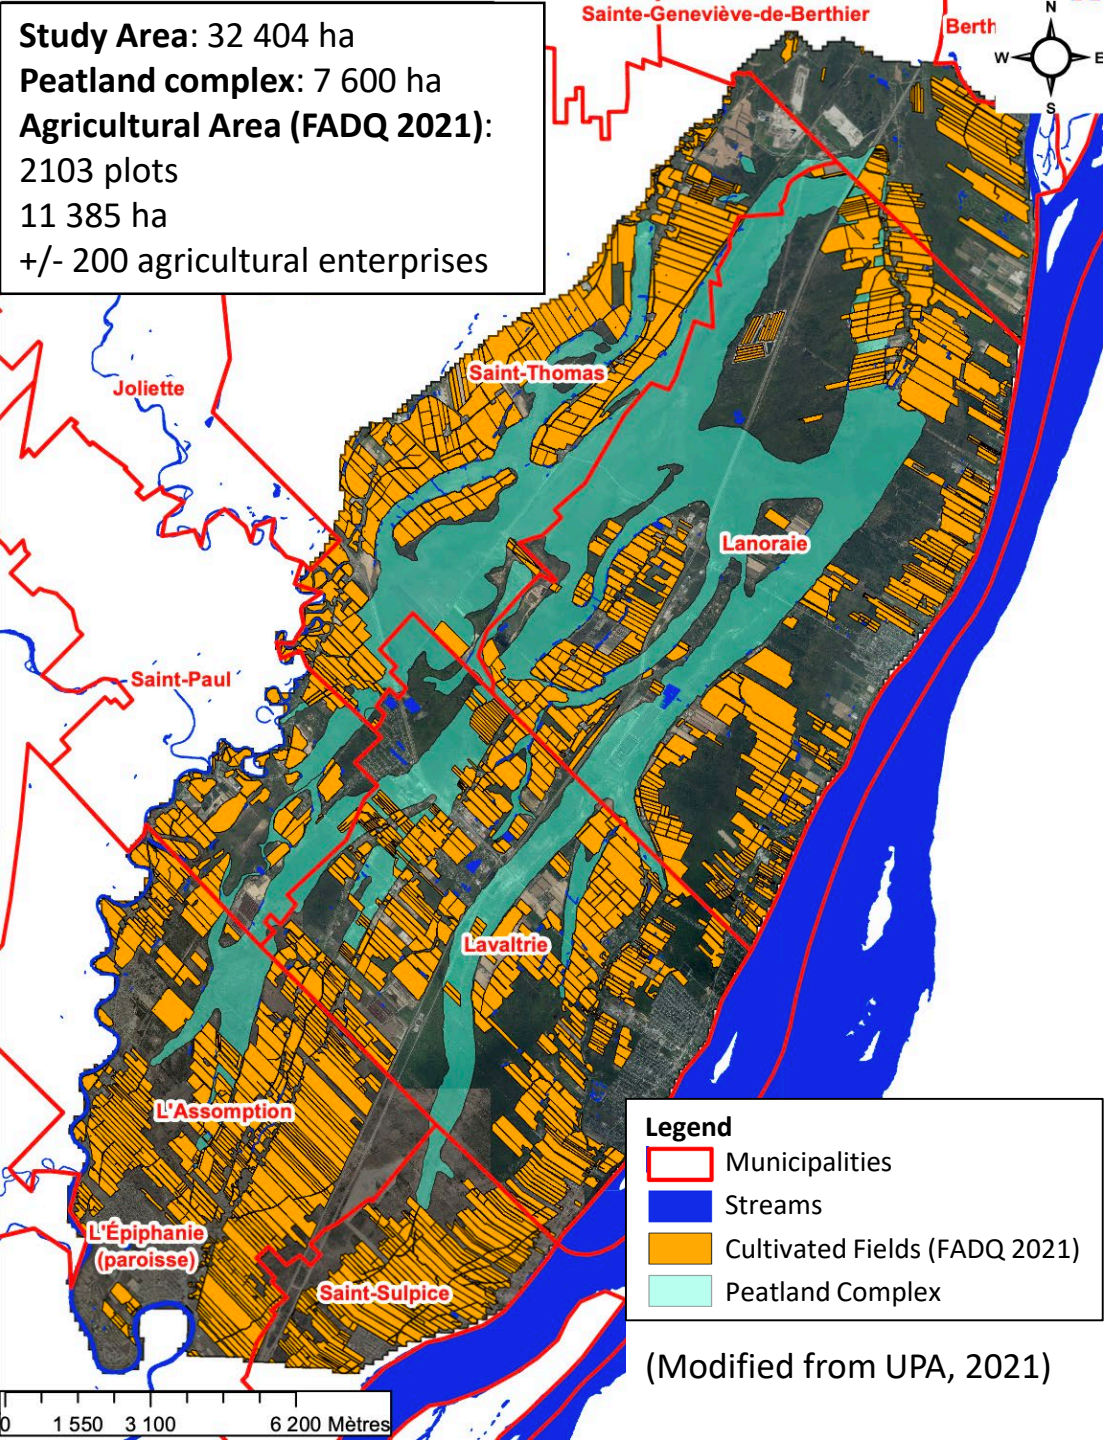 Study Area: 32 404 ha
Peatland complex: 7 600 ha
Agricultural Area (FADQ 2021):
2103 plots
11 385 ha
+/- 200 agricultural enterprises
Sainte-Geneviève-de-Berthier
Berth
N
W
E
S
Saint-Thomas
Joliette
Lanoraie
Saint-Paul
Lavaltrie
L'Assomption
L'Épiphanie
(paroisse)
Saint-Sulpice
Legend
Municipalities
Streams
Cultivated Fields (FADQ 2021)
Peatland Complex
(Modified from UPA, 2021)
0 1 550 3 100 6 200 Mètres